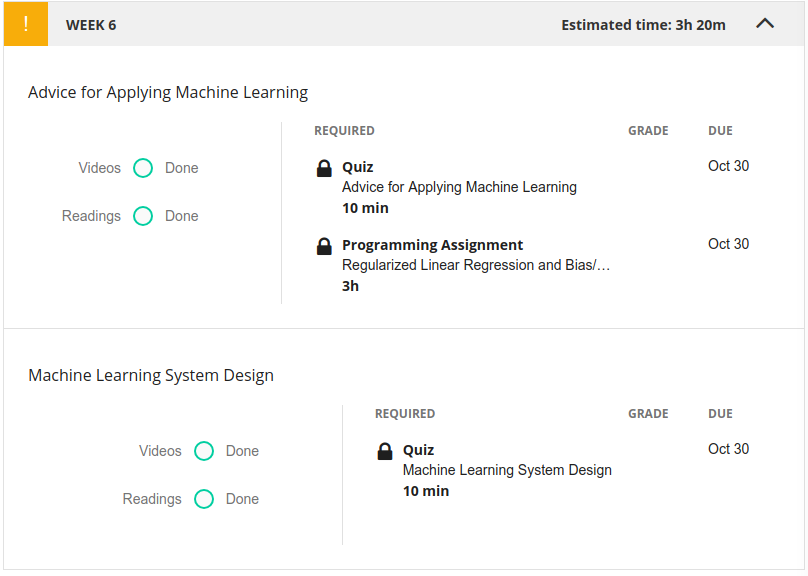 !
WEEK 6
Estimated time: 3h 20m
Advice for Applying Machine Learning
REQUIRED GRADE DUE
Videos Done
Readings Done
Quiz Oct 30
Advice for Applying Machine Learning
10 min
Programming Assignment Oct 30
Regularized Linear Regression and Bias/…
3h
Machine Learning System Design
REQUIRED GRADE DUE
Videos Done
Readings Done
Quiz Oct 30
Machine Learning System Design
10 min